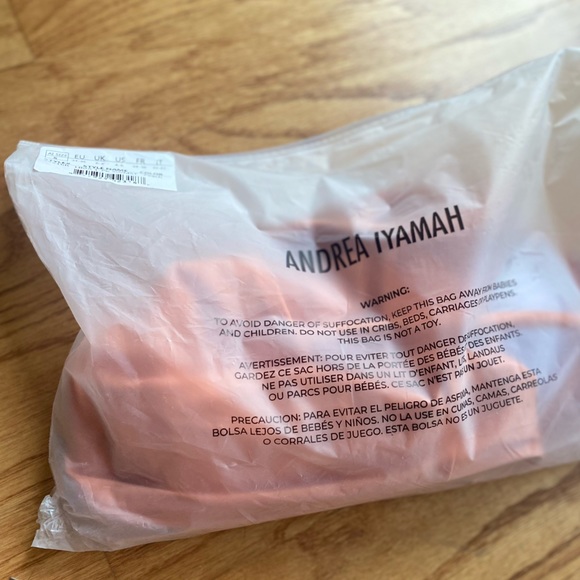 EU UK US FR IT
STYLE NAME:
ANDREA IYAMAH
WARNING:
TO AVOID DANGER OF SUFFOCATION, KEEP THIS BAG AWAY FROM BABIES
AND CHILDREN. DO NOT USE IN CRIBS, BEDS, CARRIAGES PLAYPENS.
THIS BAG IS NOT A TOY.
AVERTISSEMENT: POUR EVITER TOUT DANGER D' SUFFOCATION,
GARDEZ CE SAC HORS DE LA PORTÉE DES BÉBÉS DES ENFANTS.
NE PAS UTILISER DANS UN LIT D'ENFANT, LANDAUS
OU PARCS POUR BÉBÉS. CE SAC N'EST PAS UN JOUET.
PRECAUCION: PARA EVITAR EL PELIGRO DE ASFIXIA, MANTENGA ESTA
BOLSA LEJOS DE BEBÉS Y NIÑOS. NO LA USE EN CUNAS, CAMAS, CARREOLAS
O CORRALES DE JUEGO. ESTA BOLSA NO ES UN JUGUETE.